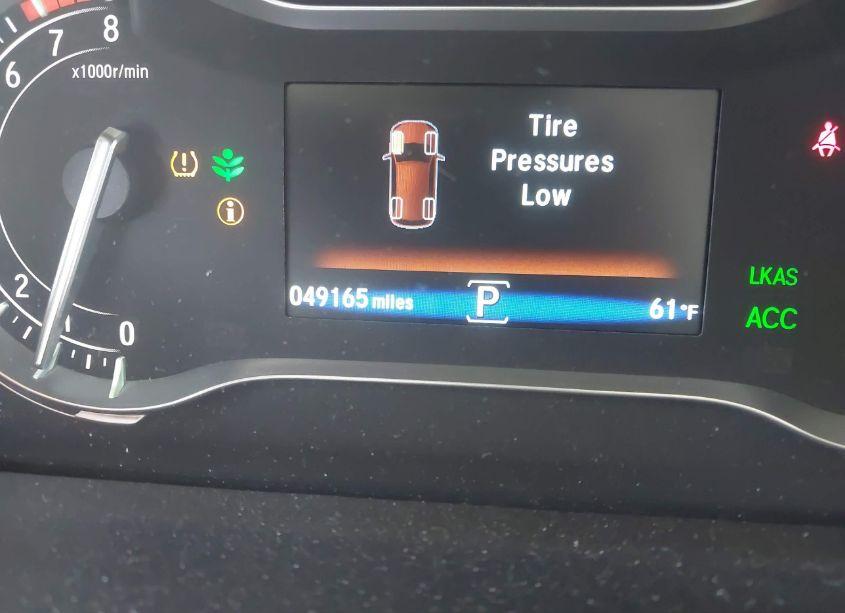 8
7
6
x1000r/min
2
0
Tire
Pressures
Low
049165 miles P 61°F
LKAS
ACC